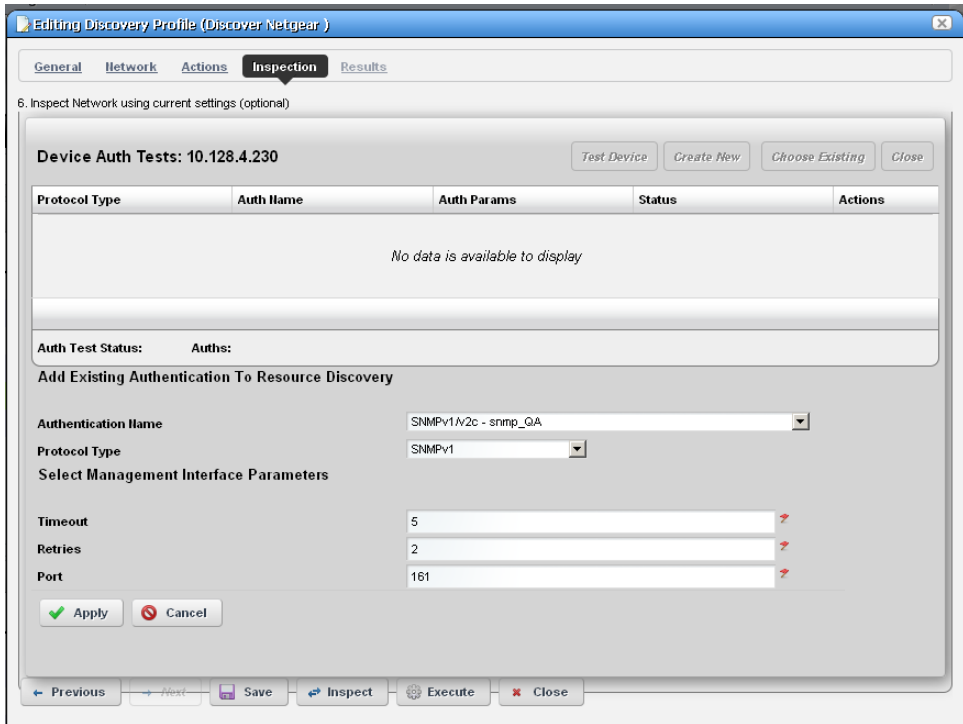 Editing Discovery Profile (Discover Netgear )
General Network Actions Inspection Results
6. Inspect Network using current settings (optional)
Device Auth Tests: 10.128.4.230 Test Device Create New Choose Existing Close
Protocol Type Auth Name Auth Params Status Actions
No data is available to display
Auth Test Status: Auths:
Add Existing Authentication To Resource Discovery
Authentication Name SNMPv1/v2c - snmp_QA
Protocol Type SNMPv1
Select Management Interface Parameters
Timeout 5
Retries 2
Port 161
Apply Cancel
Previous Next Save Inspect Execute Close